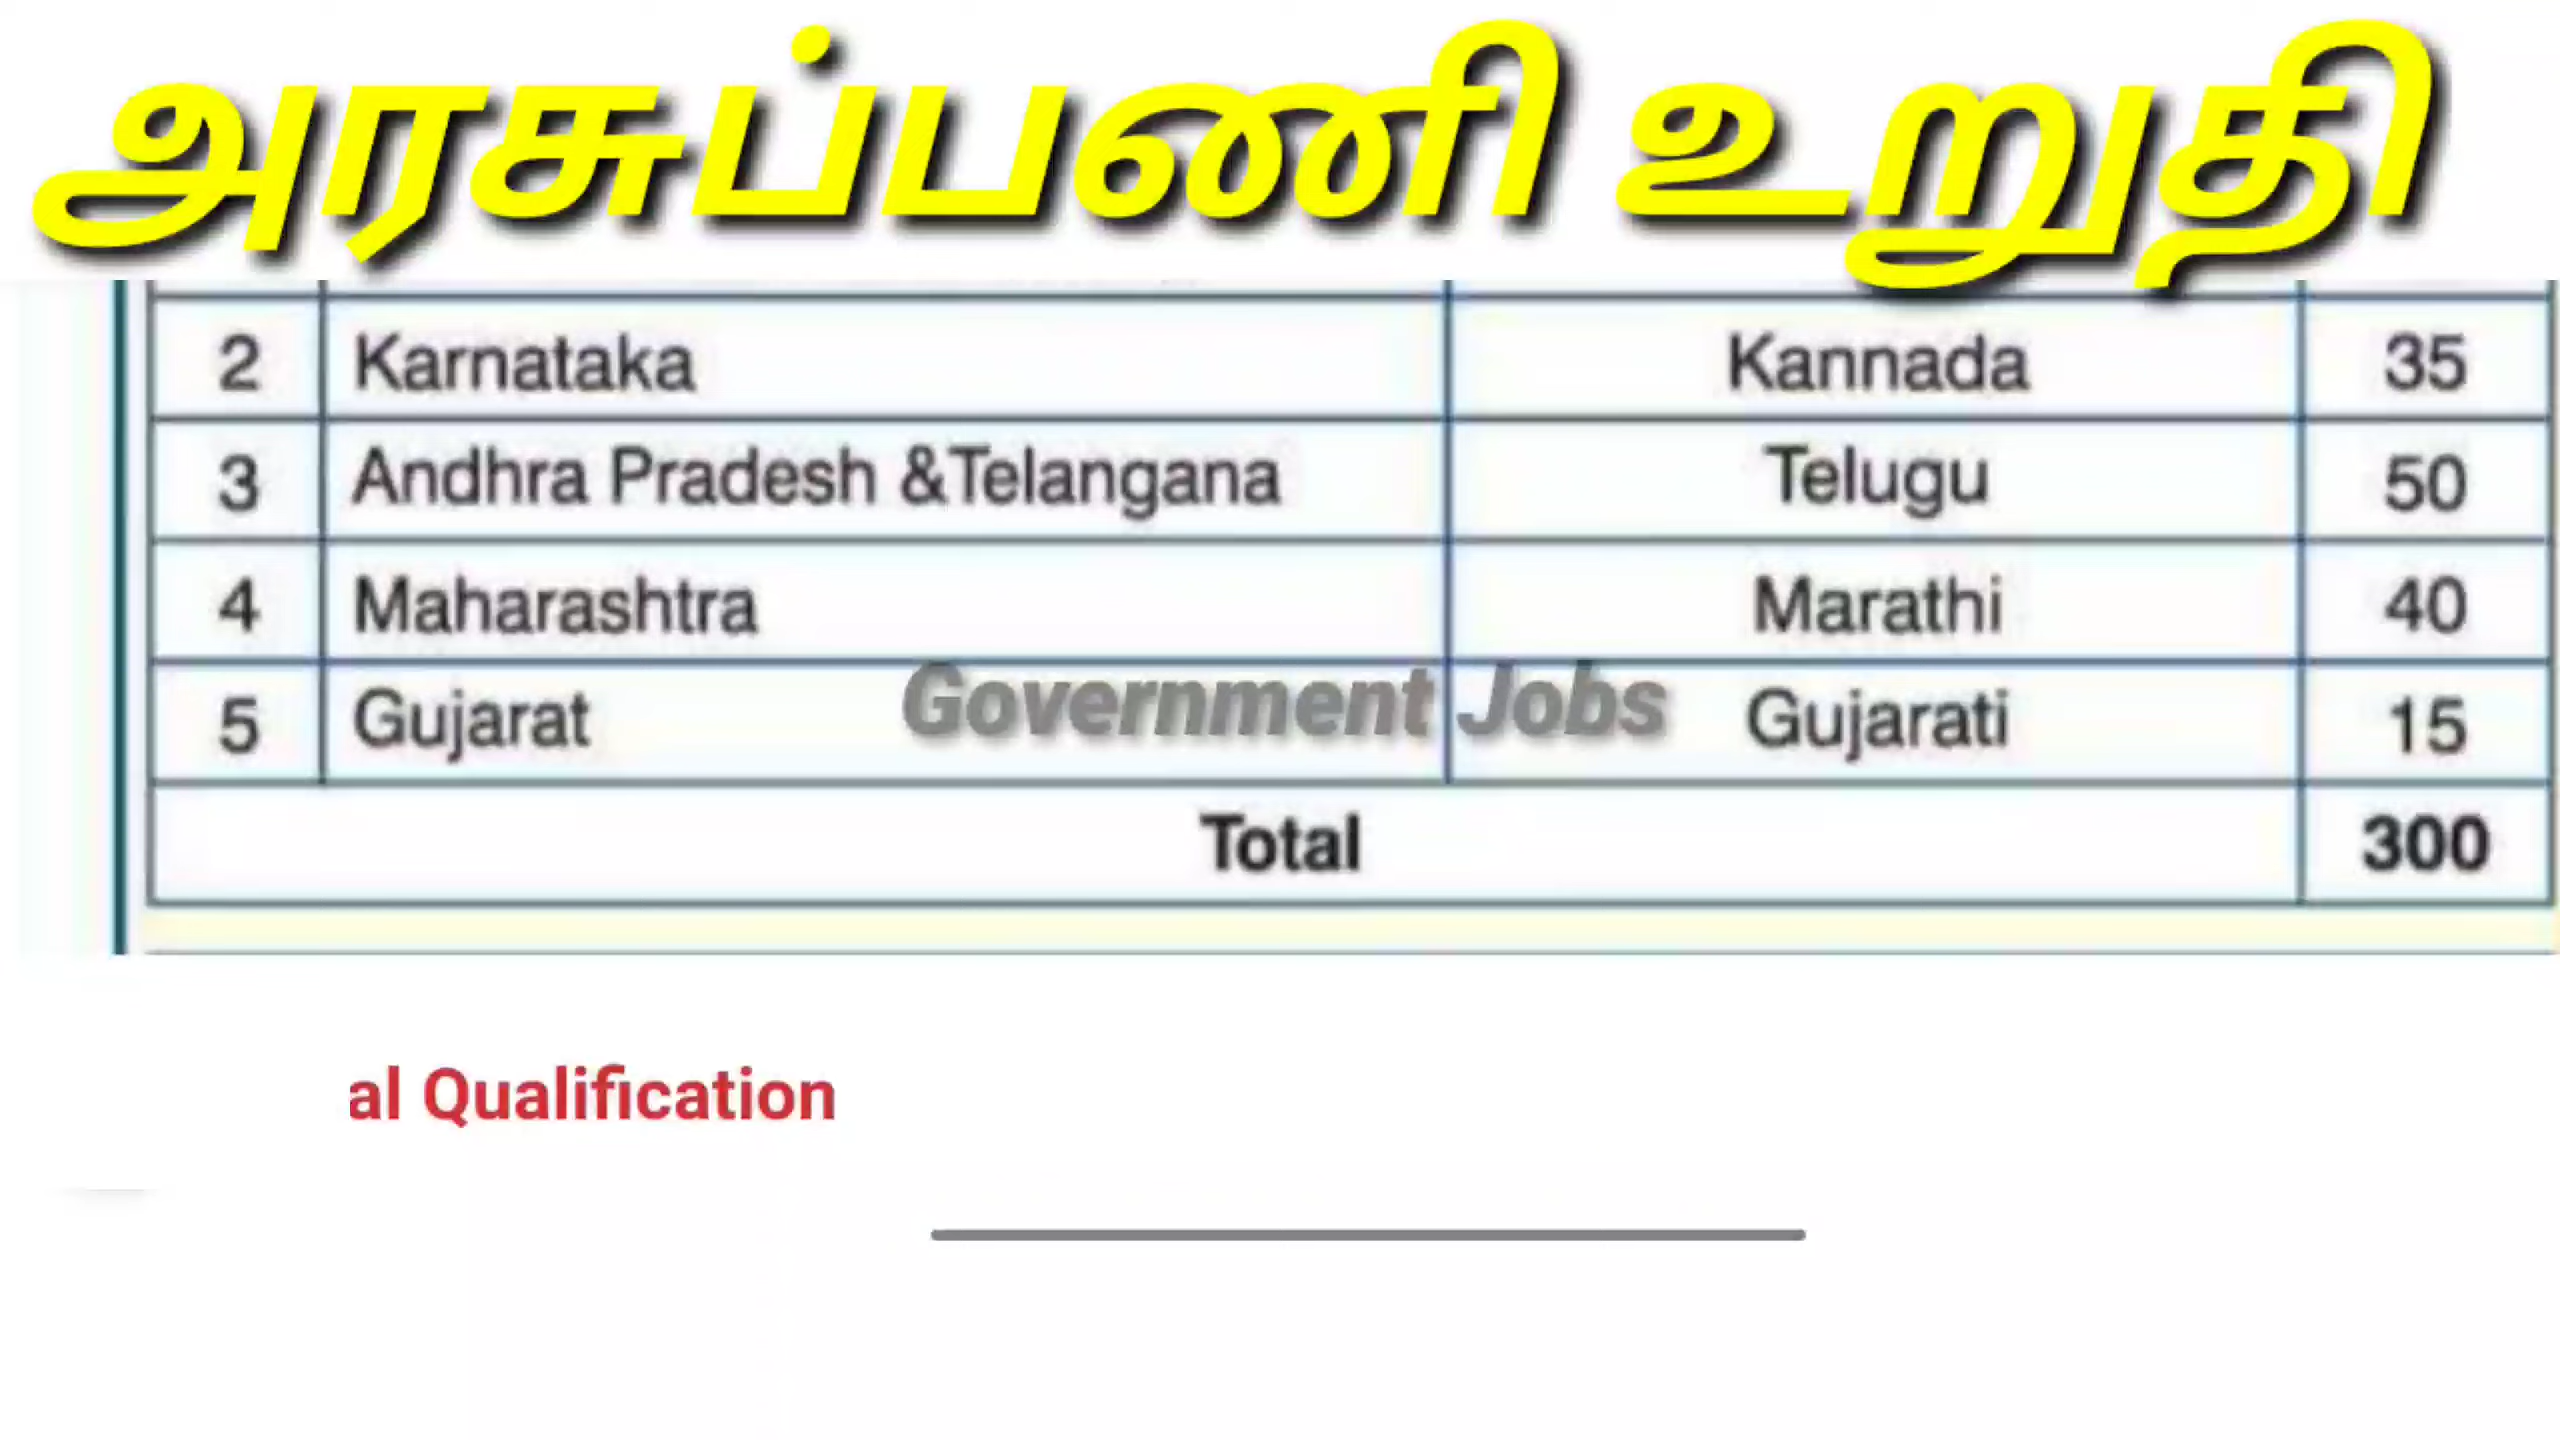 அரசுப்பணி உறுதி
2 Karnataka Kannada 35
3 Andhra Pradesh &Telangana Telugu 50
4 Maharashtra Marathi 40
5 Gujarat Gujarati 15
Government Jobs
Total 300
al Qualification